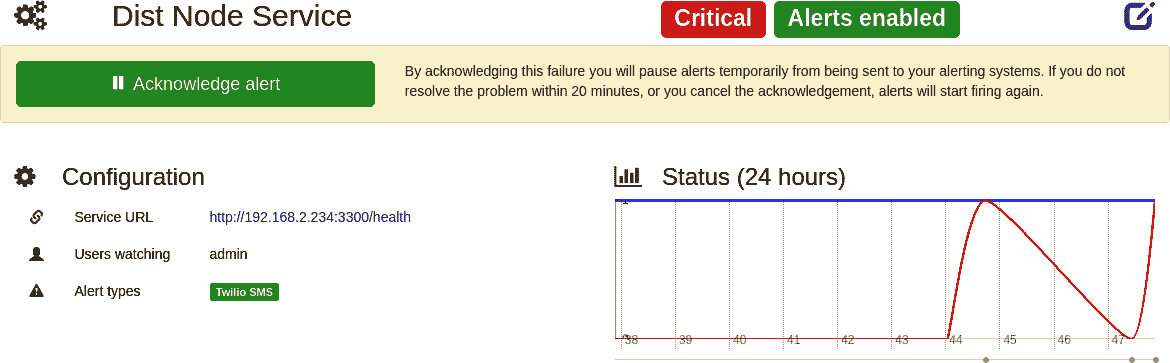 Dist Node Service
Critical
Alerts enabled
Acknowledge alert
By acknowledging this failure you will pause alerts temporarily from being sent to your alerting systems. If you do not
resolve the problem within 20 minutes, or you cancel the acknowledgement, alerts will start firing again.
Configuration
Service URL http://192.168.2.234:3300/health
Users watching admin
Alert types Twilio SMS
Status (24 hours)
1
38 39 40 41 42 43 44 45 46 47